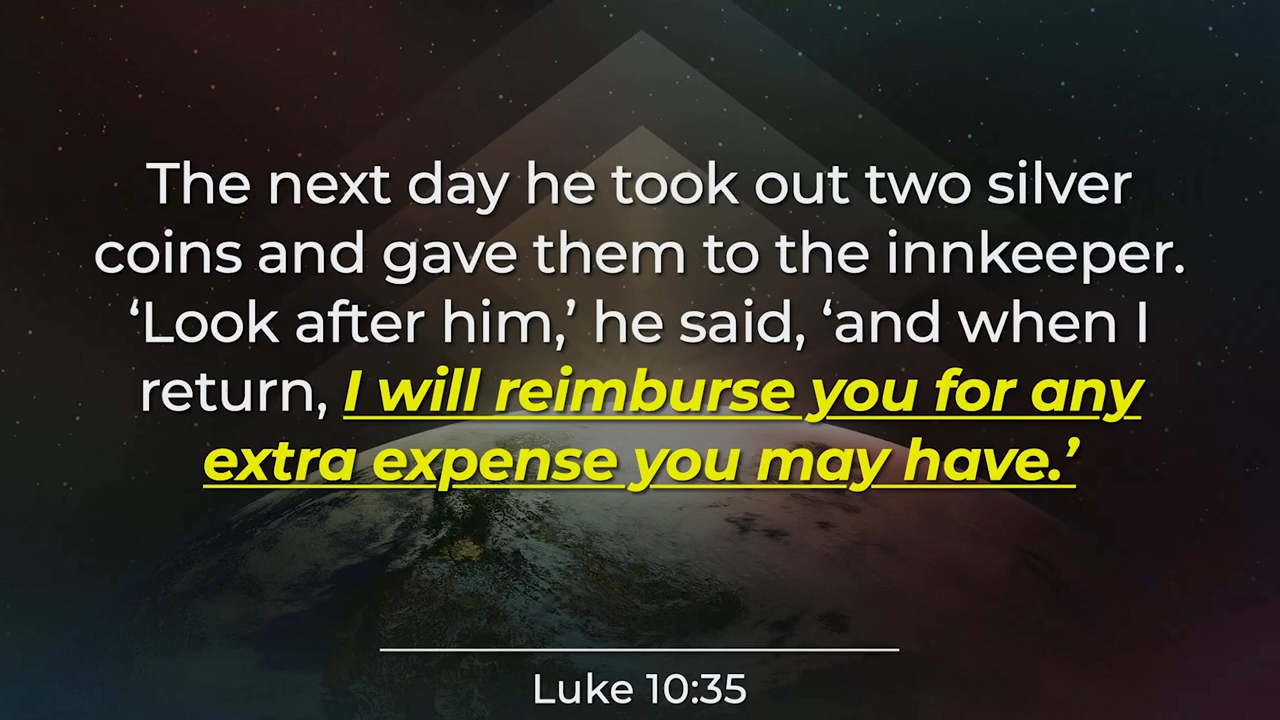 The next day he took out two silver
coins and gave them to the innkeeper.
‘Look after him,’ he said, ‘and when I
return, I will reimburse you for any
extra expense you may have.’
Luke 10:35